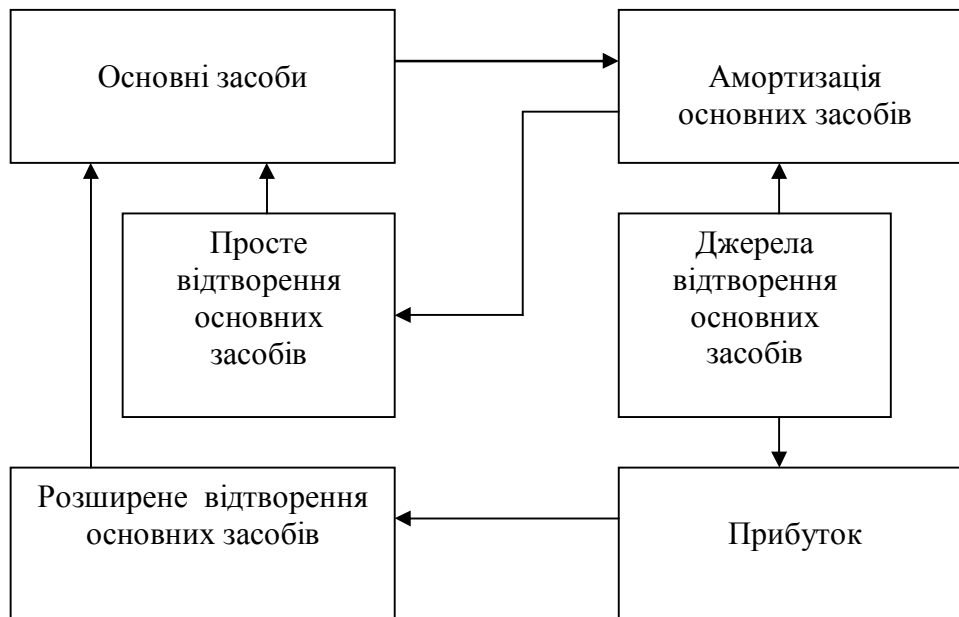 Основні засоби
Амортизація
основних засобів
Просте
відтворення
основних
засобів
Джерела
відтворення
основних
засобів
Розширене відтворення
основних засобів
Прибуток